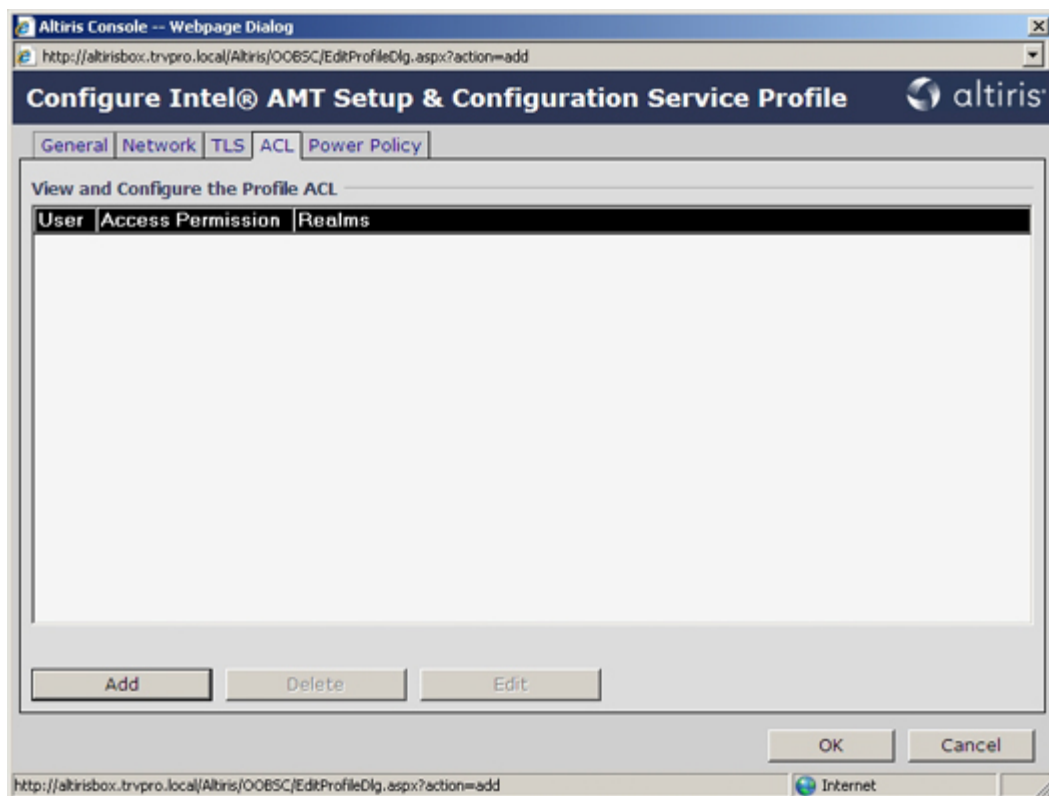 Altiris Console -- Webpage Dialog
http://altirisbox.trvpro.local/Altiris/OOBSC/EditProfileDlg.aspx?action=add
Configure Intel® AMT Setup & Configuration Service Profile altiris
General Network TLS ACL Power Policy
View and Configure the Profile ACL
User Access Permission Realms
Add Delete Edit
OK Cancel
http://altirisbox.trvpro.local/Altiris/OOBSC/EditProfileDlg.aspx?action=add Internet